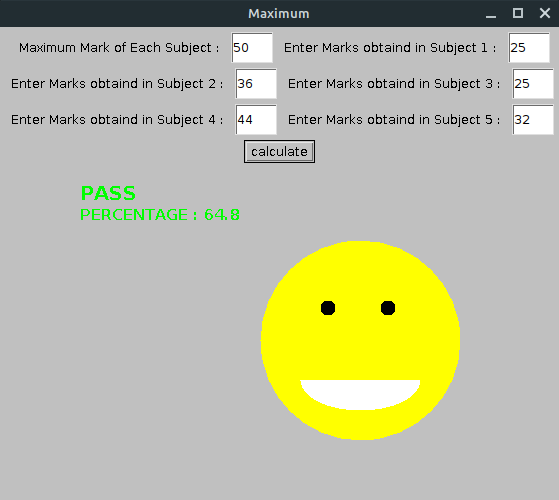 Maximum
Maximum Mark of Each Subject : 50 Enter Marks obtaind in Subject 1 : 25
Enter Marks obtaind in Subject 2 : 36 Enter Marks obtaind in Subject 3 : 25
Enter Marks obtaind in Subject 4 : 44 Enter Marks obtaind in Subject 5 : 32
calculate
PASS
PERCENTAGE : 64.8